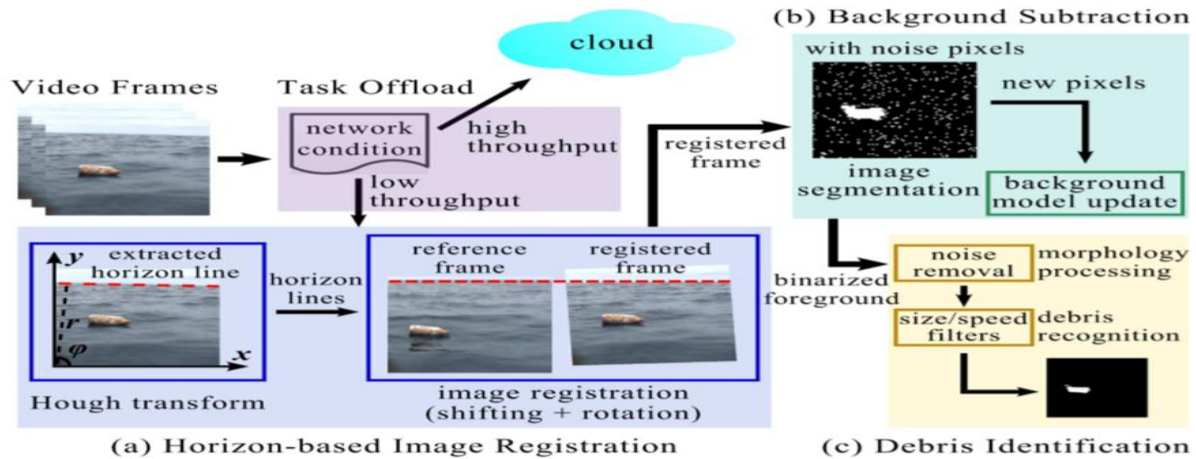 (b) Background Subtraction
cloud
with noise pixels
Video Frames
Task Offload
new pixels
network
condition
high
throughput
registered
frame
low
throughput
image
segmentation
background
model update
y
extracted
horizon line
r
φ
x
horizon
lines
reference
frame
registered
frame
binarized
foreground
noise
removal
morphology
processing
size/speed
filters
debris
recognition
Hough transform
image registration
(shifting + rotation)
(a) Horizon-based Image Registration
(c) Debris Identification